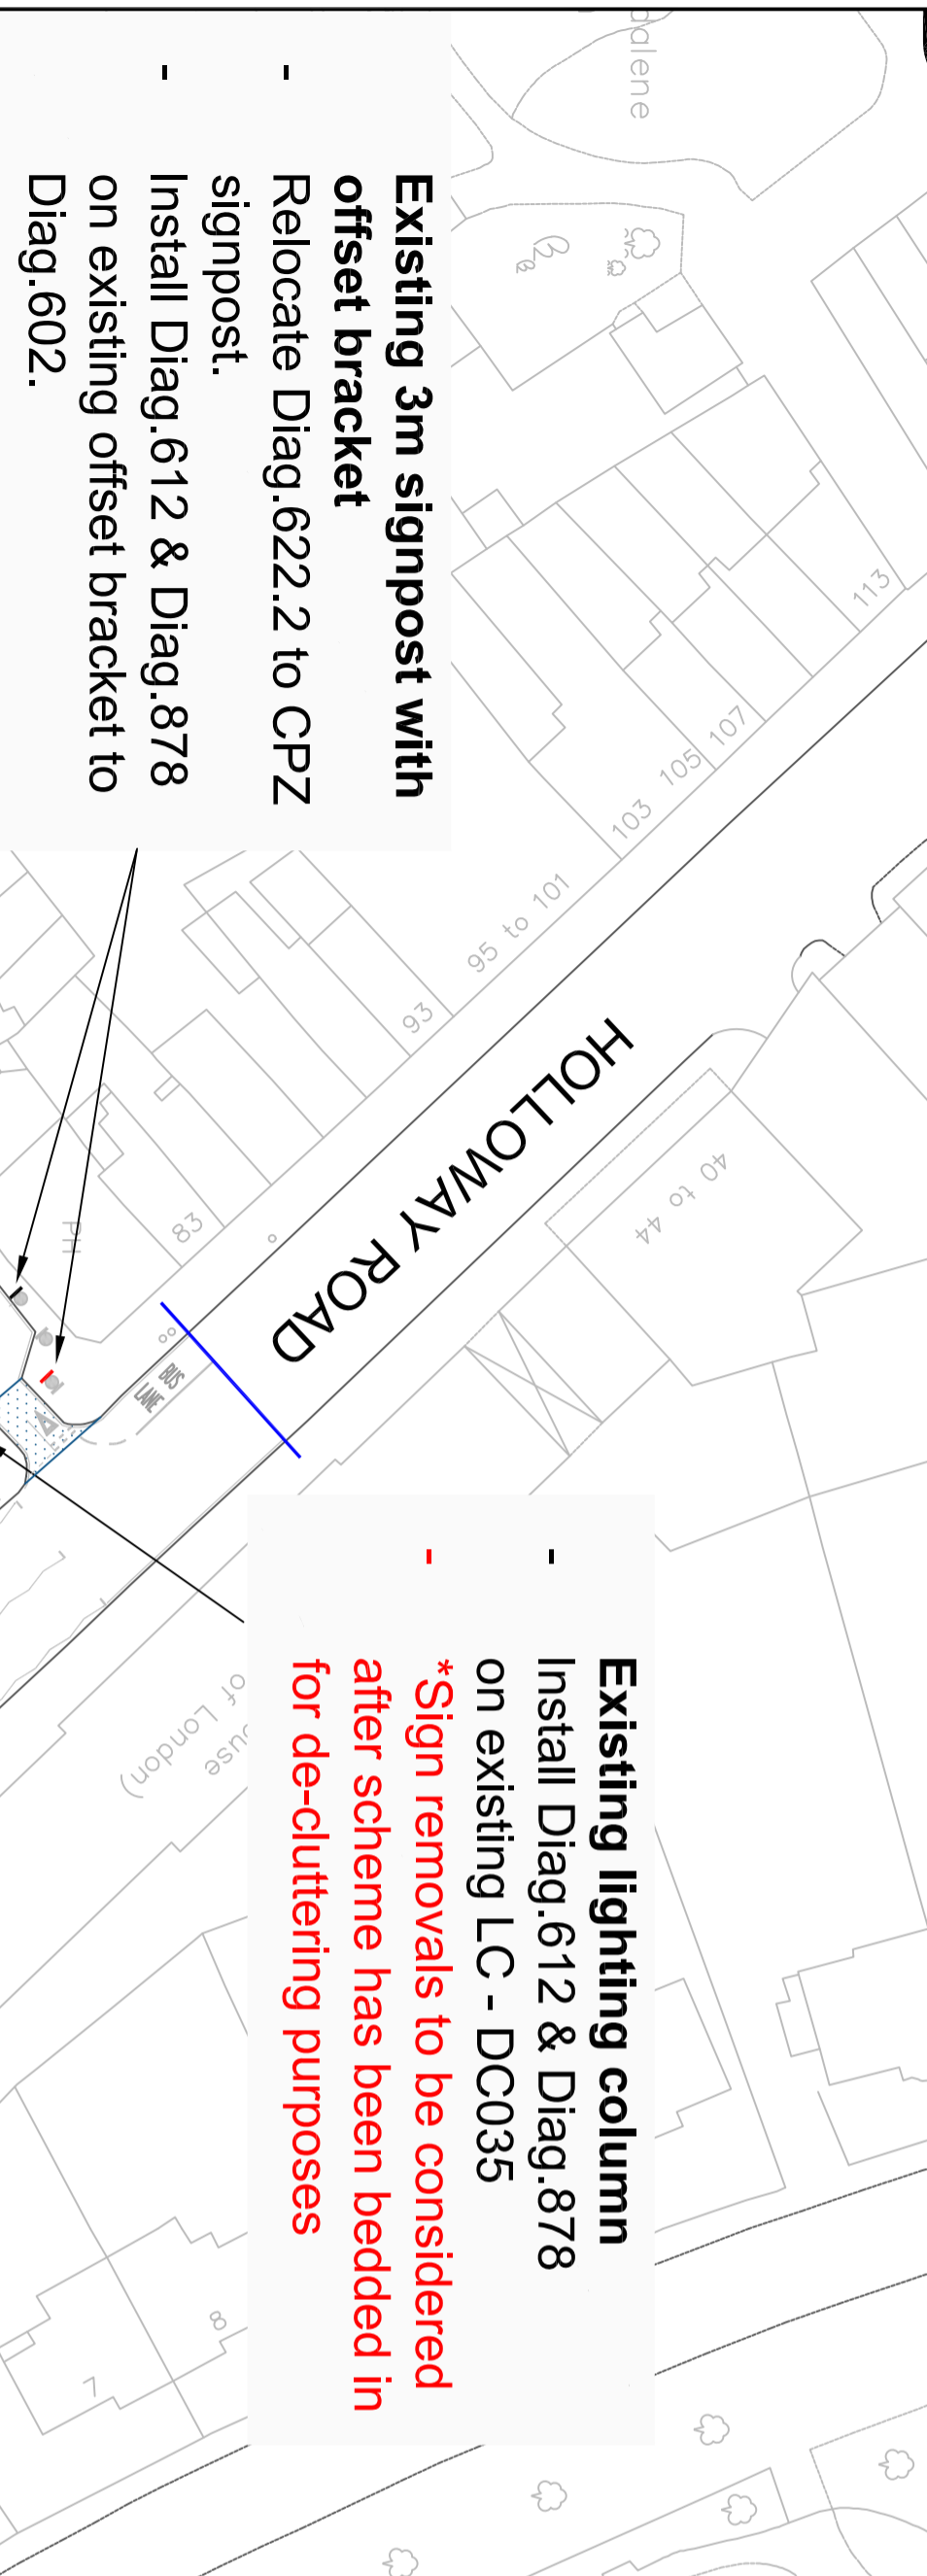 Existing 3m signpost with
offset bracket
- Relocate Diag.622.2 to CPZ
signpost.
- Install Diag.612 & Diag.878
on existing offset bracket to
Diag.602.
Existing lighting column
- Install Diag.612 & Diag.878
on existing LC - DC035
- *Sign removals to be considered
after scheme has been bedded in
for de-cluttering purposes
HOLLOWAY ROAD
113
107
105
103
95 to 101
93
83
PH
BUS
LANE
40 to 44
of London)
8
7